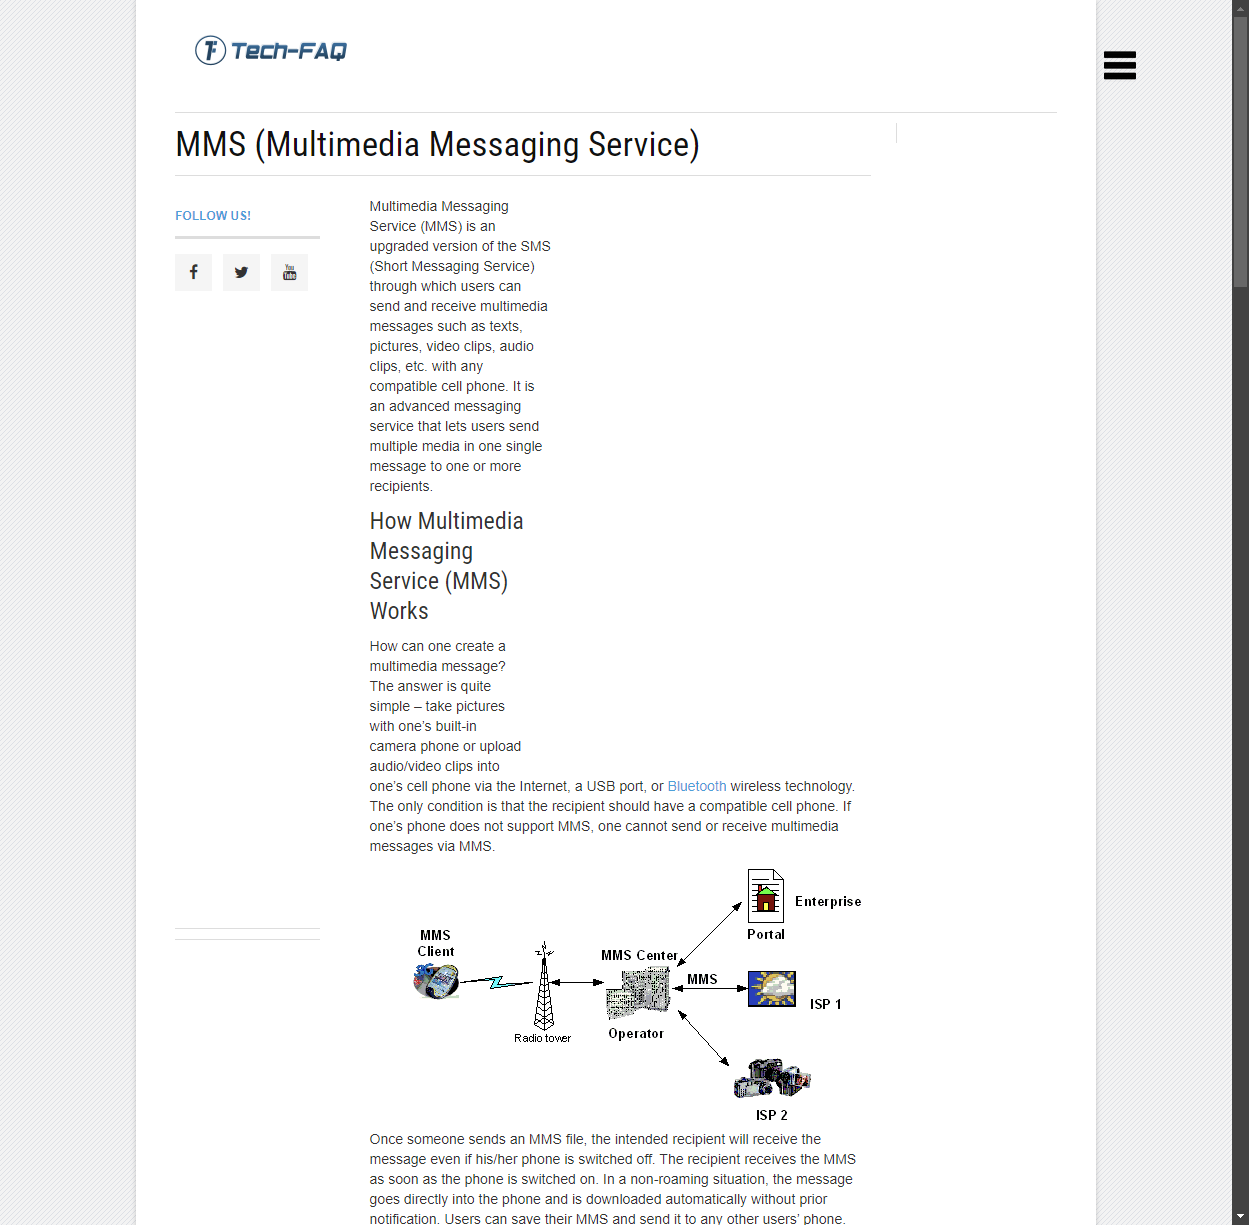 Tech-FAQ
MMS (Multimedia Messaging Service)
FOLLOW US!
Multimedia Messaging
Service (MMS) is an
upgraded version of the SMS
(Short Messaging Service)
through which users can
send and receive multimedia
messages such as texts,
pictures, video clips, audio
clips, etc. with any
compatible cell phone. It is
an advanced messaging
service that lets users send
multiple media in one single
message to one or more
recipients.
How Multimedia
Messaging
Service (MMS)
Works
How can one create a
multimedia message?
The answer is quite
simple – take pictures
with one’s built-in
camera phone or upload
audio/video clips into
one’s cell phone via the Internet, a USB port, or Bluetooth wireless technology.
The only condition is that the recipient should have a compatible cell phone. If
one’s phone does not support MMS, one cannot send or receive multimedia
messages via MMS.
Enterprise
Portal
MMS
Client
MMS Center
MMS
ISP 1
Radio tower
Operator
ISP 2
Once someone sends an MMS file, the intended recipient will receive the
message even if his/her phone is switched off. The recipient receives the MMS
as soon as the phone is switched on. In a non-roaming situation, the message
goes directly into the phone and is downloaded automatically without prior
notification. Users can save their MMS and send it to any other users’ phone.